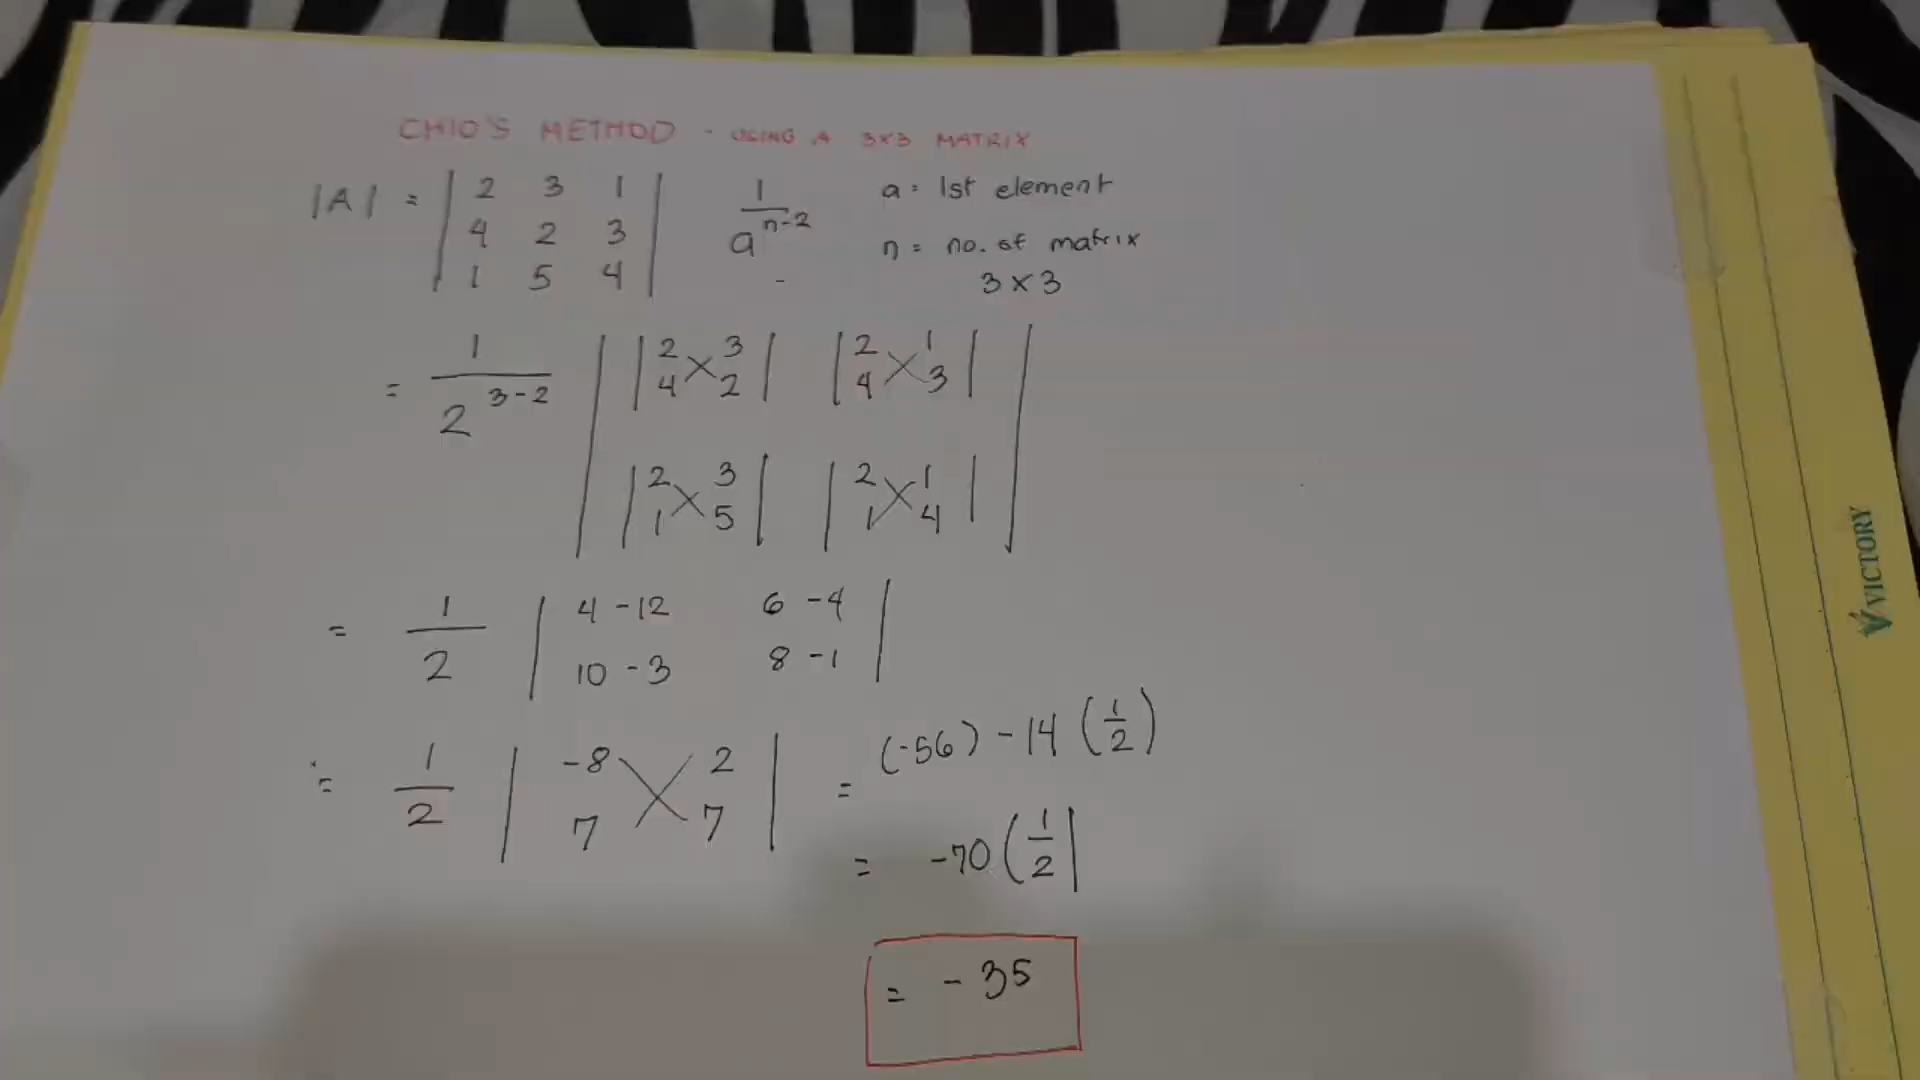 CHIO'S METHOD - USING A 3x3 MATRIX
|A| = | 2 3 1 | 1 a = 1st element
| 4 2 3 | a^n-2 n = no. of matrix
| 1 5 4 | - 3 x 3
= 1 | | 2 3 | | 2 1 | |
2^3-2 | | 4 2 | | 4 3 | |
| | 2 3 | | 2 1 | |
| | 1 5 | | 1 4 | |
= 1 | 4 -12 6 -4 |
2 | 10 -3 8 -1 |
= 1 | -8 2 | = (-56) - 14 (1/2)
2 | 7 7 | = -70 (1/2|
= -35
VICTORY